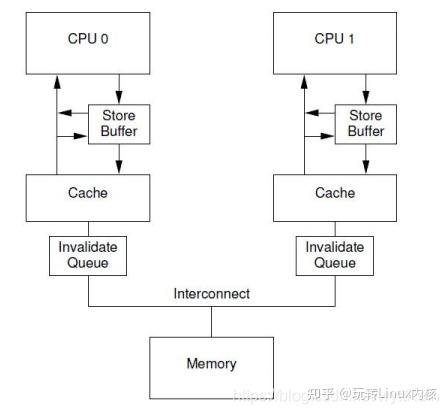 CPU 0
CPU 1
Store
Buffer
Store
Buffer
Cache
Cache
Invalidate
Queue
Invalidate
Queue
Interconnect
Memory
知乎 @玩转Linux内核